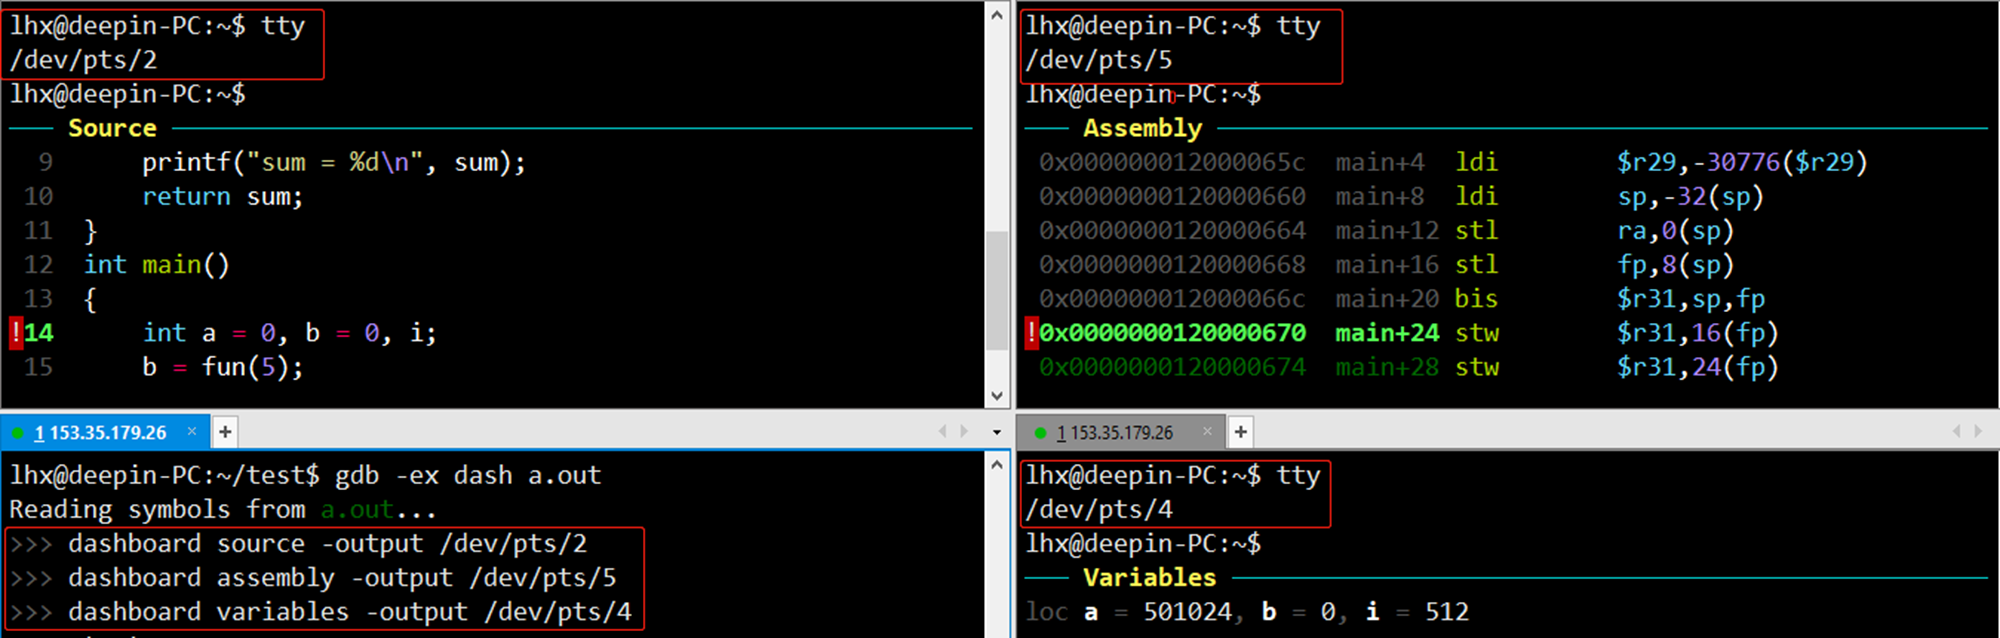 lhx@deepin-PC:~$ tty
/dev/pts/2
lhx@deepin-PC:~$
Source
9 printf("sum = %d\n", sum);
10 return sum;
11 }
12 int main()
13 {
!14 int a = 0, b = 0, i;
15 b = fun(5);
lhx@deepin-PC:~$ tty
/dev/pts/5
lhx@deepin-PC:~$
Assembly
0x000000012000065c main+4 ldi $r29,-30776($r29)
0x0000000120000660 main+8 ldi sp,-32(sp)
0x0000000120000664 main+12 stl ra,0(sp)
0x0000000120000668 main+16 stl fp,8(sp)
0x000000012000066c main+20 bis $r31,sp,fp
!0x0000000120000670 main+24 stw $r31,16(fp)
0x0000000120000674 main+28 stw $r31,24(fp)
1 153.35.179.26 × +
lhx@deepin-PC:~/test$ gdb -ex dash a.out
Reading symbols from a.out...
>>> dashboard source -output /dev/pts/2
>>> dashboard assembly -output /dev/pts/5
>>> dashboard variables -output /dev/pts/4
1 153.35.179.26 × +
lhx@deepin-PC:~$ tty
/dev/pts/4
lhx@deepin-PC:~$
Variables
loc a = 501024, b = 0, i = 512